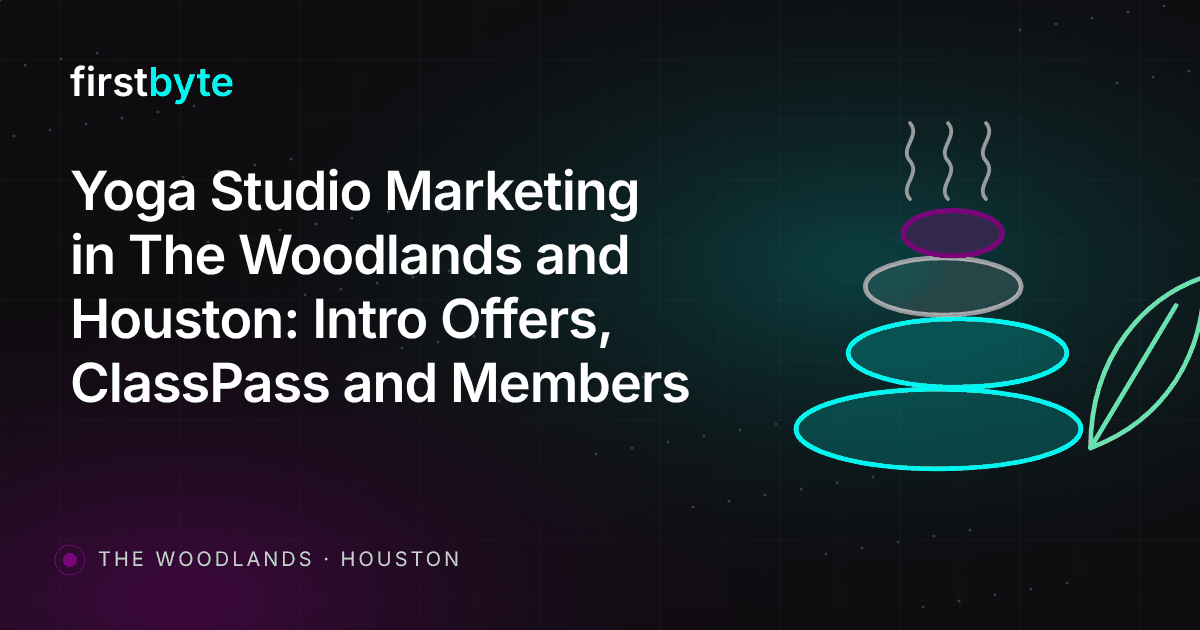 firstbyte
Yoga Studio Marketing
in The Woodlands and
Houston: Intro Offers,
ClassPass and Members
THE WOODLANDS · HOUSTON